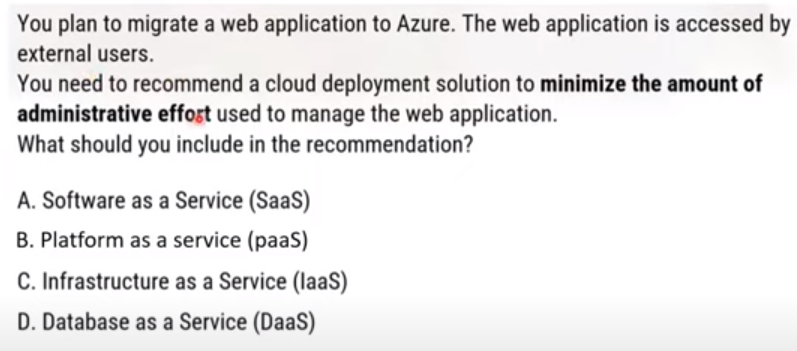 You plan to migrate a web application to Azure. The web application is accessed by
external users.
You need to recommend a cloud deployment solution to minimize the amount of
administrative effort used to manage the web application.
What should you include in the recommendation?
A. Software as a Service (SaaS)
B. Platform as a service (paaS)
C. Infrastructure as a Service (IaaS)
D. Database as a Service (DaaS)